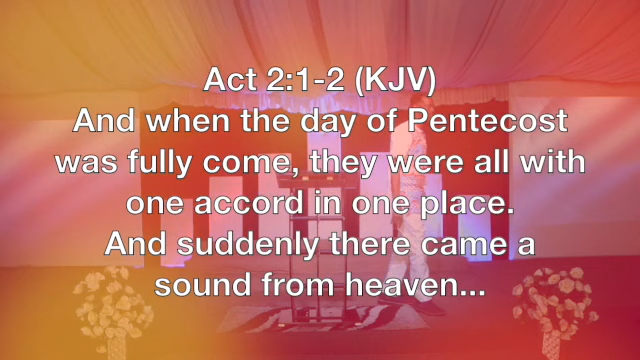 Act 2:1-2 (KJV)
And when the day of Pentecost
was fully come, they were all with
one accord in one place.
And suddenly there came a
sound from heaven...